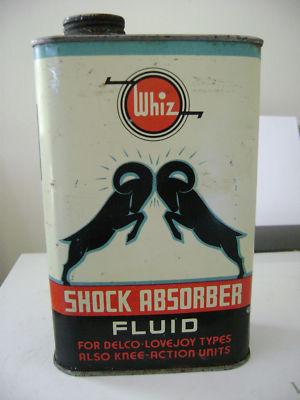 Whiz
SHOCK ABSORBER
FLUID
FOR DELCO-LOVEJOY TYPES
ALSO KNEE-ACTION UNITS